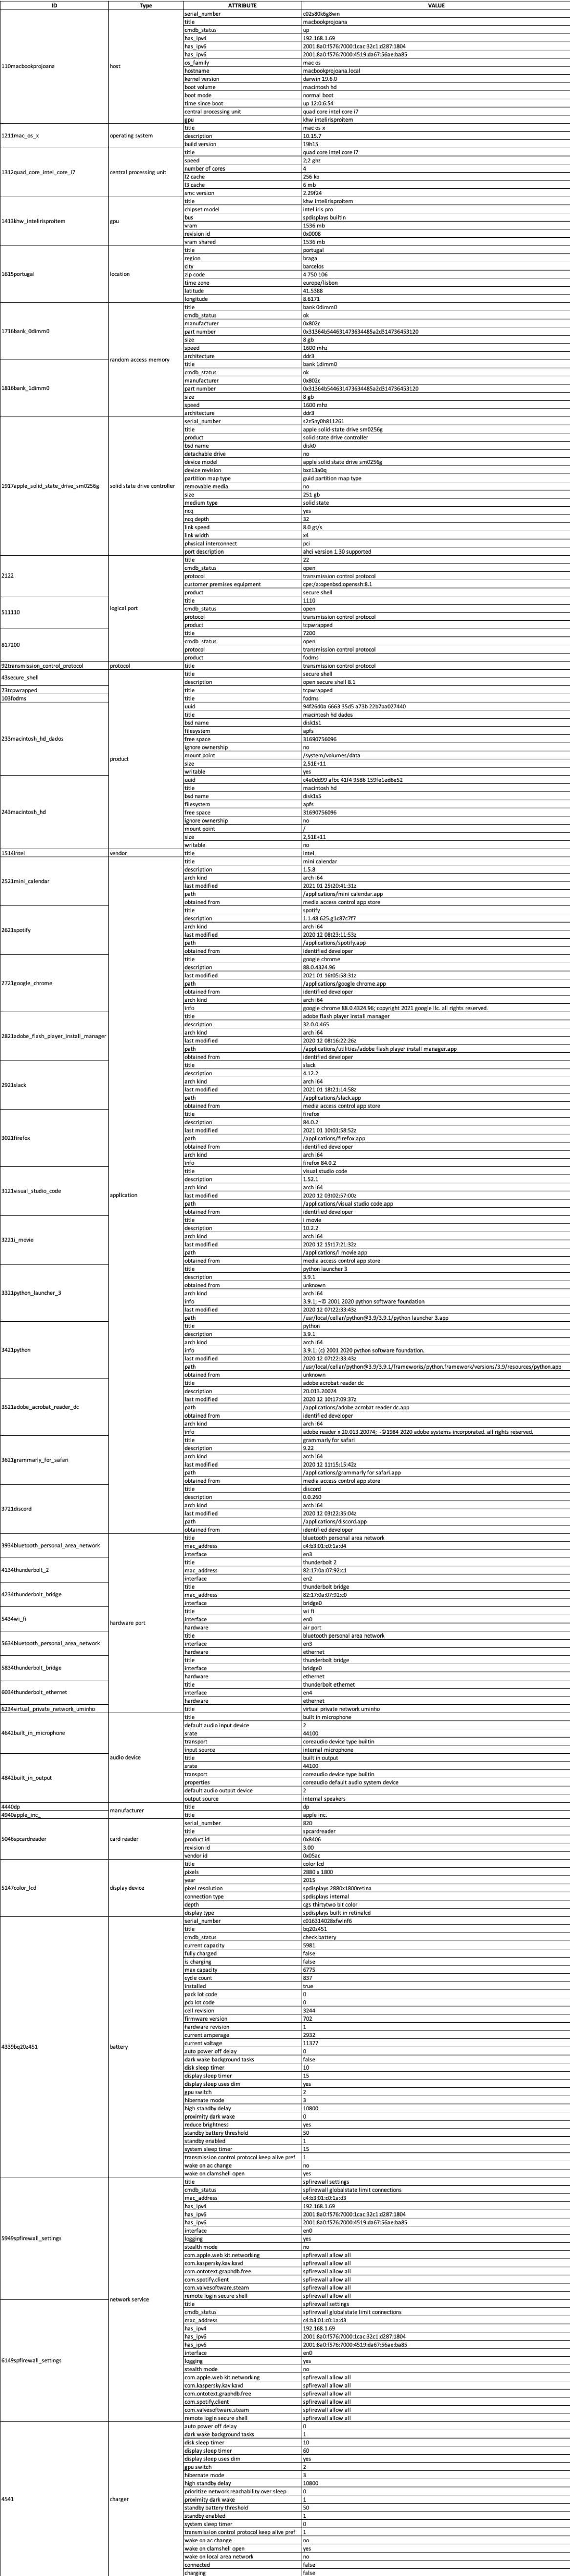 ID Type ATTRIBUTE VALUE
110macbookprojoana
host
serial_number c02s80k6g8wn
title macbookprojoana
cmdb_status up
has_ipv4 192.168.1.69
has_ipv6 2001:8a0:f576:7000:1cac:32c1:d287:1804
has_ipv6 2001:8a0:f576:7000:4519:da67:56ae:ba85
os_family mac os
hostname macbookprojoana.local
kernel version darwin 19.6.0
boot volume macintosh hd
boot mode normal boot
time since boot up 12:0:6:54
central processing unit quad core intel core i7
gpu khw intelirisproitem
1211mac_os_x
operating system
title mac os x
description 10.15.7
build version 19h15
1312quad_core_intel_core_i7
central processing unit
title quad core intel core i7
speed 2,2 ghz
number of cores 4
l2 cache 256 kb
l3 cache 6 mb
smc version 2.29f24
1413khw_intelirisproitem
gpu
title khw intelirisproitem
chipset model intel iris pro
bus spdisplays builtin
vram 1536 mb
revision id 0x0008
vram shared 1536 mb
1615portugal
location
title portugal
region braga
city barcelos
zip code 4 750 106
time zone europe/lisbon
latitude 41.5388
longitude 8.6171
1716bank_0dimm0
random access memory
title bank 0dimm0
cmdb_status ok
manufacturer 0x802c
part number 0x31364b544631473634485a2d314736453120
size 8 gb
speed 1600 mhz
architecture ddr3
1816bank_1dimm0
title bank 1dimm0
cmdb_status ok
manufacturer 0x802c
part number 0x31364b544631473634485a2d314736453120
size 8 gb
speed 1600 mhz
architecture ddr3
1917apple_solid_state_drive_sm0256g
solid state drive controller
serial_number s2z5ny0h811261
title apple solid-state drive sm0256g
product solid state drive controller
bsd name disk0
detachable drive no
device model apple solid state drive sm0256g
device revision bxz13a0q
partition map type guid partition map type
removable media no
size 251 gb
medium type solid state
ncq yes
ncq depth 32
link speed 8.0 gt/s
link width x4
physical interconnect pci
port description ahci version 1.30 supported
2122
logical port
title 22
cmdb_status open
protocol transmission control protocol
customer premises equipment cpe:/a:openbsd:openssh:8.1
product secure shell
511110
title 1110
cmdb_status open
protocol transmission control protocol
product tcpwrapped
817200
title 7200
cmdb_status open
protocol transmission control protocol
product fodms
92transmission_control_protocol protocol title transmission control protocol
43secure_shell
product
title secure shell
description open secure shell 8.1
73tcpwrapped title tcpwrapped
103fodms title fodms
233macintosh_hd_dados
uuid 94f26d0a 6663 35d5 a73b 22b7ba027440
title macintosh hd dados
bsd name disk1s1
filesystem apfs
free space 31690756096
ignore ownership no
mount point /system/volumes/data
size 2,51E+11
writable yes
243macintosh_hd
uuid c4e0dd99 afbc 41f4 9586 159fe1ed6e52
title macintosh hd
bsd name disk1s5
filesystem apfs
free space 31690756096
ignore ownership no
mount point /
size 2,51E+11
writable no
1514intel vendor title intel
2521mini_calendar
application
title mini calendar
description 1.5.8
arch kind arch i64
last modified 2021 01 25t20:41:31z
path /applications/mini calendar.app
obtained from media access control app store
2621spotify
title spotify
description 1.1.48.625.g1c87c7f7
arch kind arch i64
last modified 2020 12 08t23:11:53z
path /applications/spotify.app
obtained from identified developer
2721google_chrome
title google chrome
description 88.0.4324.96
last modified 2021 01 16t05:58:31z
path /applications/google chrome.app
obtained from identified developer
arch kind arch i64
info google chrome 88.0.4324.96; copyright 2021 google llc. all rights reserved.
2821adobe_flash_player_install_manager
title adobe flash player install manager
description 32.0.0.465
arch kind arch i64
last modified 2020 12 08t16:22:26z
path /applications/utilities/adobe flash player install manager.app
obtained from identified developer
2921slack
title slack
description 4.12.2
arch kind arch i64
last modified 2021 01 18t21:14:58z
path /applications/slack.app
obtained from media access control app store
3021firefox
title firefox
description 84.0.2
last modified 2021 01 10t01:58:52z
path /applications/firefox.app
obtained from identified developer
arch kind arch i64
info firefox 84.0.2
3121visual_studio_code
title visual studio code
description 1.52.1
arch kind arch i64
last modified 2020 12 03t02:57:00z
path /applications/visual studio code.app
obtained from identified developer
3221i_movie
title i movie
description 10.2.2
arch kind arch i64
last modified 2020 12 15t17:21:32z
path /applications/i movie.app
obtained from media access control app store
3321python_launcher_3
title python launcher 3
description 3.9.1
obtained from unknown
arch kind arch i64
info 3.9.1; ¬© 2001 2020 python software foundation
last modified 2020 12 07t22:33:43z
path /usr/local/cellar/python@3.9/3.9.1/python launcher 3.app
3421python
title python
description 3.9.1
arch kind arch i64
info 3.9.1; (c) 2001 2020 python software foundation.
last modified 2020 12 07t22:33:43z
path /usr/local/cellar/python@3.9/3.9.1/frameworks/python.framework/versions/3.9/resources/python.app
obtained from unknown
3521adobe_acrobat_reader_dc
title adobe acrobat reader dc
description 20.013.20074
last modified 2020 12 10t17:09:37z
path /applications/adobe acrobat reader dc.app
obtained from identified developer
arch kind arch i64
info adobe reader x 20.013.20074; ¬©1984 2020 adobe systems incorporated. all rights reserved.
3621grammarly_for_safari
title grammarly for safari
description 9.22
arch kind arch i64
last modified 2020 12 11t15:15:42z
path /applications/grammarly for safari.app
obtained from media access control app store
3721discord
title discord
description 0.0.260
arch kind arch i64
last modified 2020 12 03t22:35:04z
path /applications/discord.app
obtained from identified developer
3934bluetooth_personal_area_network
hardware port
title bluetooth personal area network
mac_address c4:b3:01:c0:1a:d4
interface en3
4134thunderbolt_2
title thunderbolt 2
mac_address 82:17:0a:07:92:c1
interface en2
4234thunderbolt_bridge
title thunderbolt bridge
mac_address 82:17:0a:07:92:c0
interface bridge0
5434wi_fi
title wi fi
interface en0
hardware air port
5634bluetooth_personal_area_network
title bluetooth personal area network
interface en3
hardware ethernet
5834thunderbolt_bridge
title thunderbolt bridge
interface bridge0
hardware ethernet
6034thunderbolt_ethernet
title thunderbolt ethernet
interface en4
hardware ethernet
6234virtual_private_network_uminho title virtual private network uminho
4642built_in_microphone
audio device
title built in microphone
default audio input device 2
srate 44100
transport coreaudio device type builtin
input source internal microphone
4842built_in_output
title built in output
srate 44100
transport coreaudio device type builtin
properties coreaudio default audio system device
default audio output device 2
output source internal speakers
4440dp manufacturer title dp
4940apple_inc_ title apple inc.
5046spcardreader
card reader
serial_number 820
title spcardreader
product id 0x8406
revision id 3.00
vendor id 0x05ac
5147color_lcd
display device
title color lcd
pixels 2880 x 1800
year 2015
pixel resolution spdisplays 2880x1800retina
connection type spdisplays internal
depth cgs thirtytwo bit color
display type spdisplays built in retinalcd
4339bq20z451
battery
serial_number c016314028xfwlnf6
title bq20z451
cmdb_status check battery
current capacity 5981
fully charged false
is charging false
max capacity 6775
cycle count 837
installed true
pack lot code 0
pcb lot code 0
cell revision 3244
firmware version 702
hardware revision 1
current amperage 2932
current voltage 11377
auto power off delay 0
dark wake background tasks false
disk sleep timer 10
display sleep timer 15
display sleep uses dim yes
gpu switch 2
hibernate mode 3
high standby delay 10800
proximity dark wake 0
reduce brightness yes
standby battery threshold 50
standby enabled 1
system sleep timer 15
transmission control protocol keep alive pref 1
wake on ac change no
wake on clamshell open yes
5949spfirewall_settings
network service
title spfirewall settings
cmdb_status spfirewall globalstate limit connections
mac_address c4:b3:01:c0:1a:d3
has_ipv4 192.168.1.69
has_ipv6 2001:8a0:f576:7000:1cac:32c1:d287:1804
has_ipv6 2001:8a0:f576:7000:4519:da67:56ae:ba85
interface en0
logging yes
stealth mode no
com.apple.web kit.networking spfirewall allow all
com.kaspersky.kav.kavd spfirewall allow all
com.ontotext.graphdb.free spfirewall allow all
com.spotify.client spfirewall allow all
com.valvesoftware.steam spfirewall allow all
remote login secure shell spfirewall allow all
6149spfirewall_settings
title spfirewall settings
cmdb_status spfirewall globalstate limit connections
mac_address c4:b3:01:c0:1a:d3
has_ipv4 192.168.1.69
has_ipv6 2001:8a0:f576:7000:1cac:32c1:d287:1804
has_ipv6 2001:8a0:f576:7000:4519:da67:56ae:ba85
interface en0
logging yes
stealth mode no
com.apple.web kit.networking spfirewall allow all
com.kaspersky.kav.kavd spfirewall allow all
com.ontotext.graphdb.free spfirewall allow all
com.spotify.client spfirewall allow all
com.valvesoftware.steam spfirewall allow all
remote login secure shell spfirewall allow all
4541
charger
auto power off delay 0
dark wake background tasks 1
disk sleep timer 10
display sleep timer 60
display sleep uses dim yes
gpu switch 2
hibernate mode 3
high standby delay 10800
prioritize network reachability over sleep 0
proximity dark wake 1
standby battery threshold 50
standby enabled 1
system sleep timer 0
transmission control protocol keep alive pref 1
wake on ac change no
wake on clamshell open yes
wake on local area network no
connected false
charging false